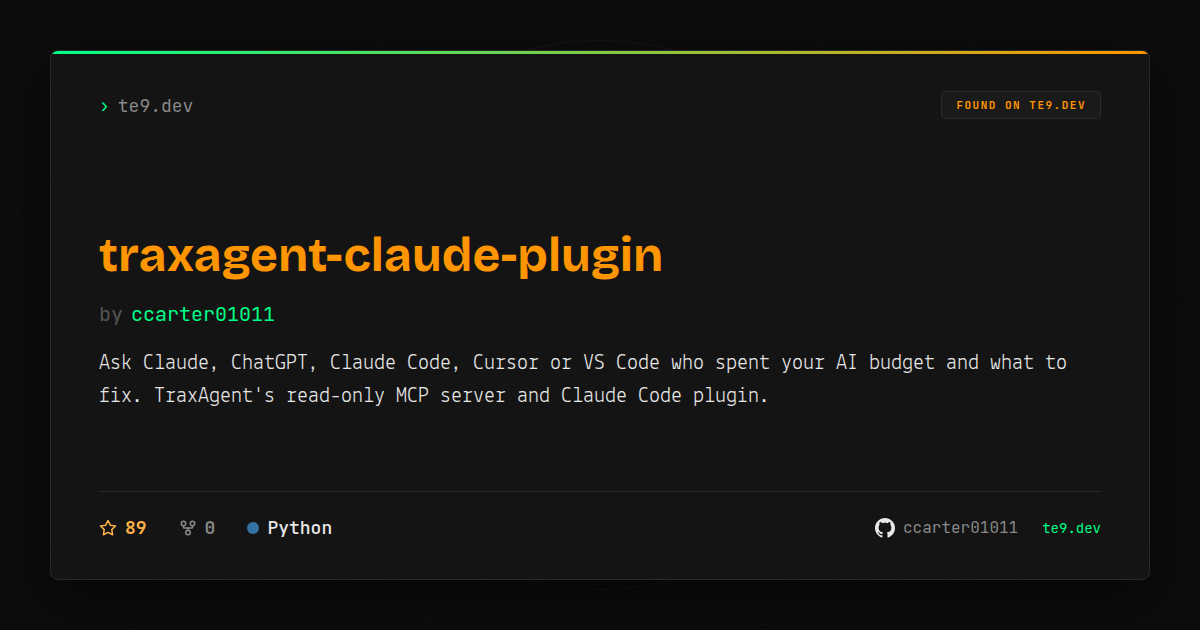 › te9.dev
FOUND ON TE9.DEV
traxagent-claude-plugin
by ccarter01011
Ask Claude, ChatGPT, Claude Code, Cursor or VS Code who spent your AI budget and what to
fix. TraxAgent's read-only MCP server and Claude Code plugin.
89 0 Python
ccarter01011 te9.dev